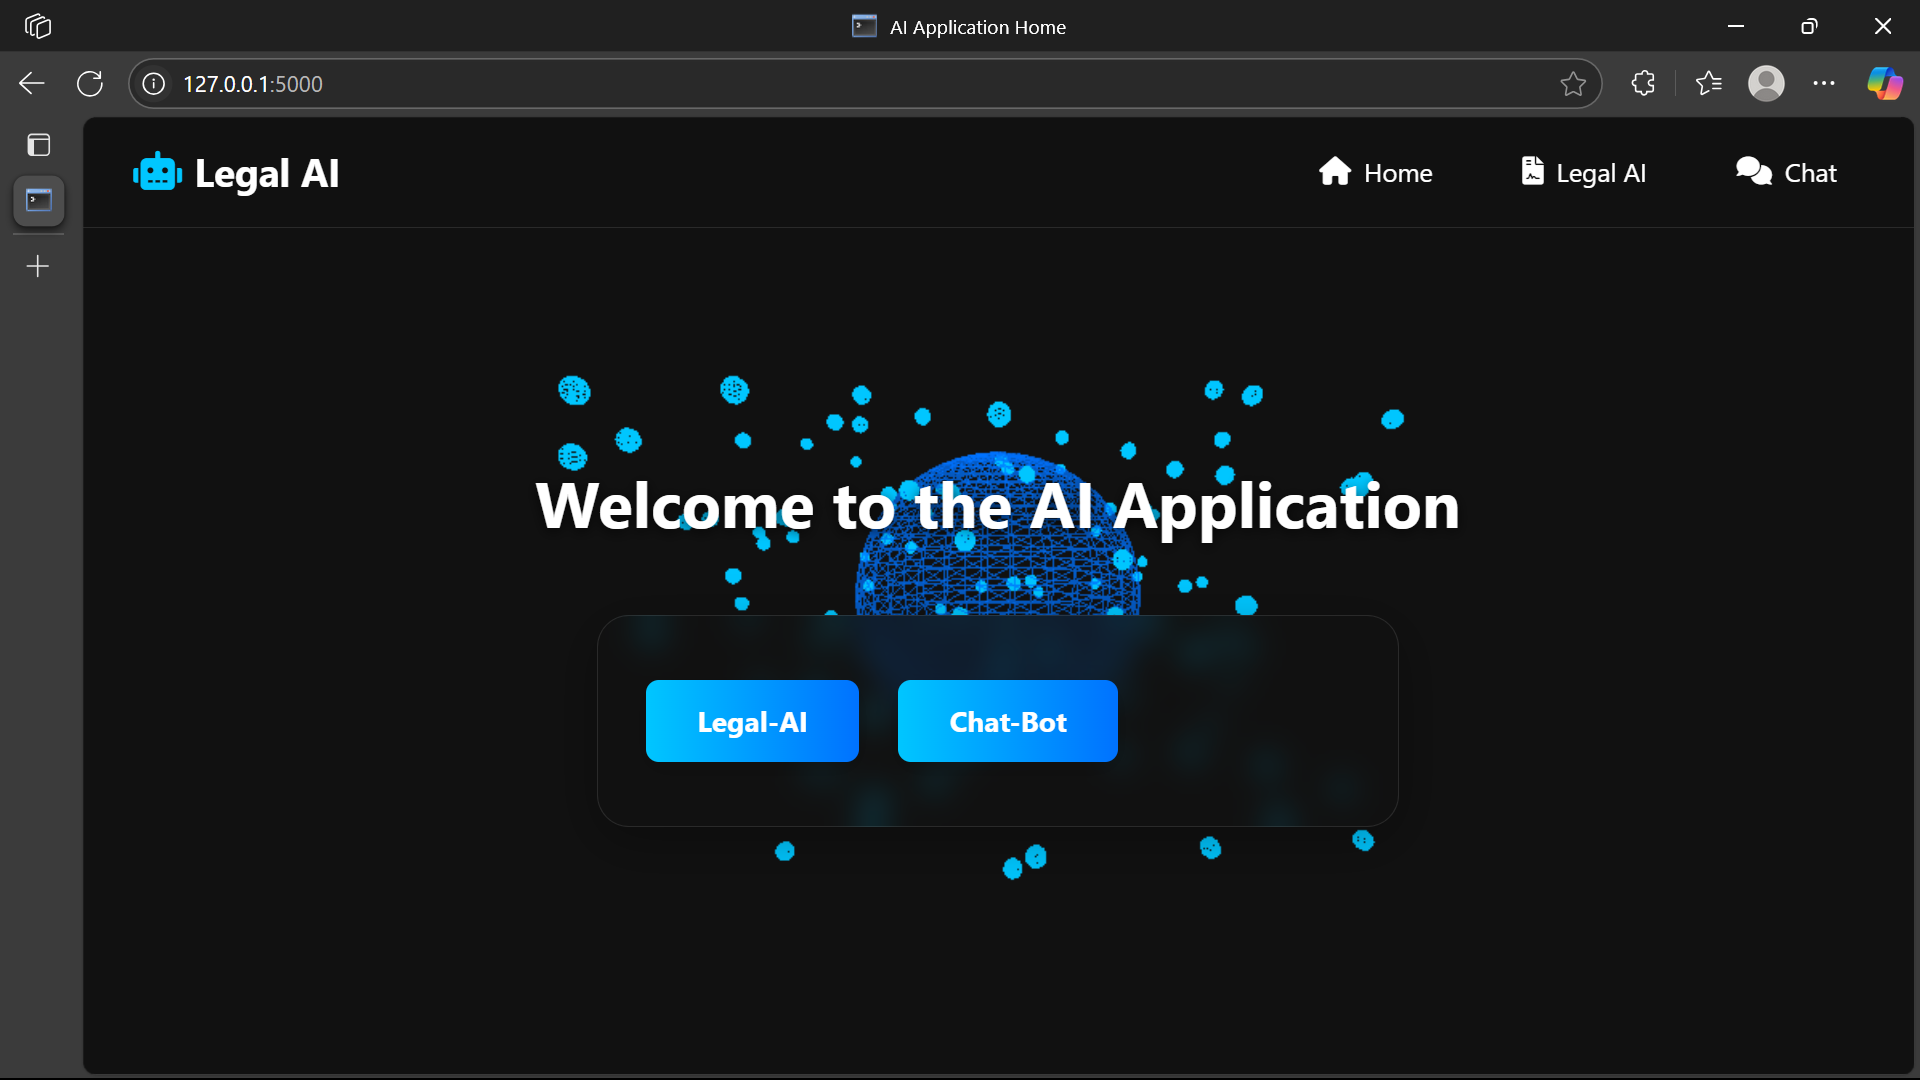 AI Application Home
127.0.0.1:5000
Legal AI
Home
Legal AI
Chat
Welcome to the AI Application
Legal-AI
Chat-Bot